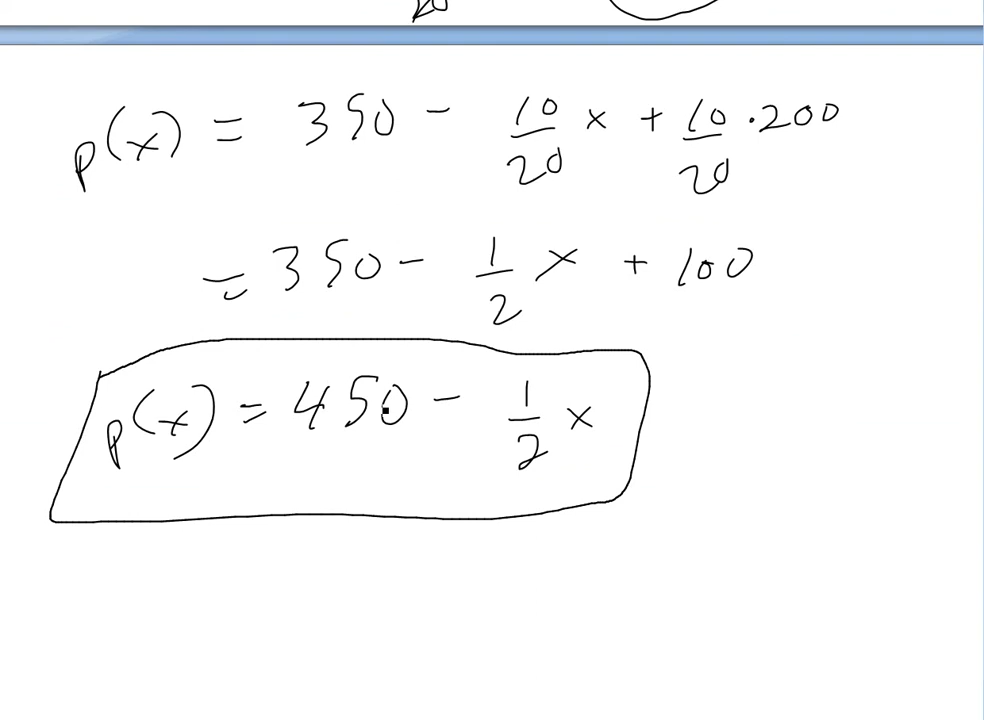 p(x) = 350 - 10/20 x + 10/20 · 200
= 350 - 1/2 x + 100
p(x) = 450 - 1/2 x